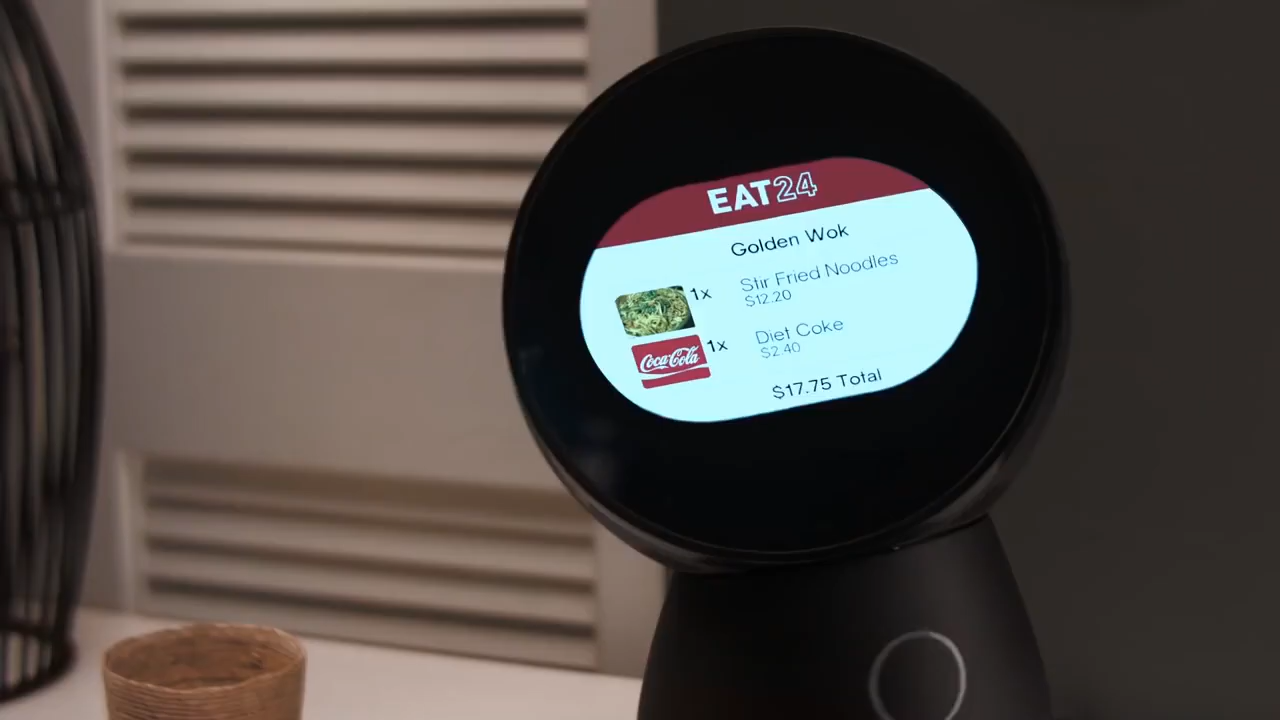 EAT24
Golden Wok
1x Stir Fried Noodles
$12.20
Coca-Cola
1x Diet Coke
$2.40
$17.75 Total